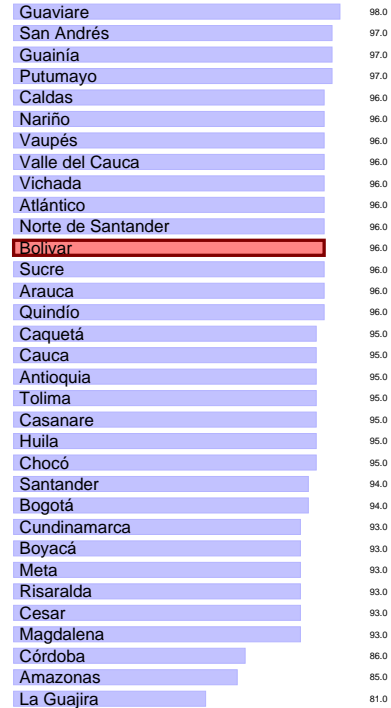 Guaviare 98.0
San Andrés 97.0
Guainía 97.0
Putumayo 97.0
Caldas 96.0
Nariño 96.0
Vaupés 96.0
Valle del Cauca 96.0
Vichada 96.0
Atlántico 96.0
Norte de Santander 96.0
Bolivar 96.0
Sucre 96.0
Arauca 96.0
Quindío 96.0
Caquetá 95.0
Cauca 95.0
Antioquia 95.0
Tolima 95.0
Casanare 95.0
Huila 95.0
Chocó 95.0
Santander 94.0
Bogotá 94.0
Cundinamarca 93.0
Boyacá 93.0
Meta 93.0
Risaralda 93.0
Cesar 93.0
Magdalena 93.0
Córdoba 86.0
Amazonas 85.0
La Guajira 81.0